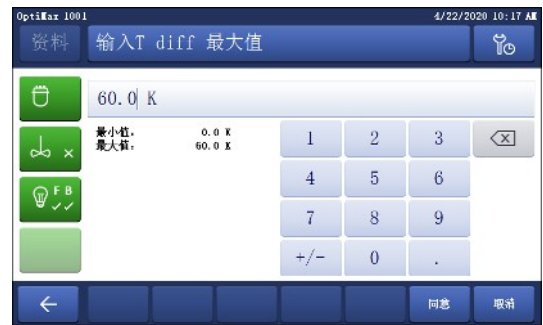 OptiMax 1001
4/22/2020 10:17 AM
资料
输入T diff 最大值
60.0 K
最小值: 0.0 K
最大值: 60.0 K
1 2 3
F B
4 5 6
7 8 9
+/- 0 .
同意 取消